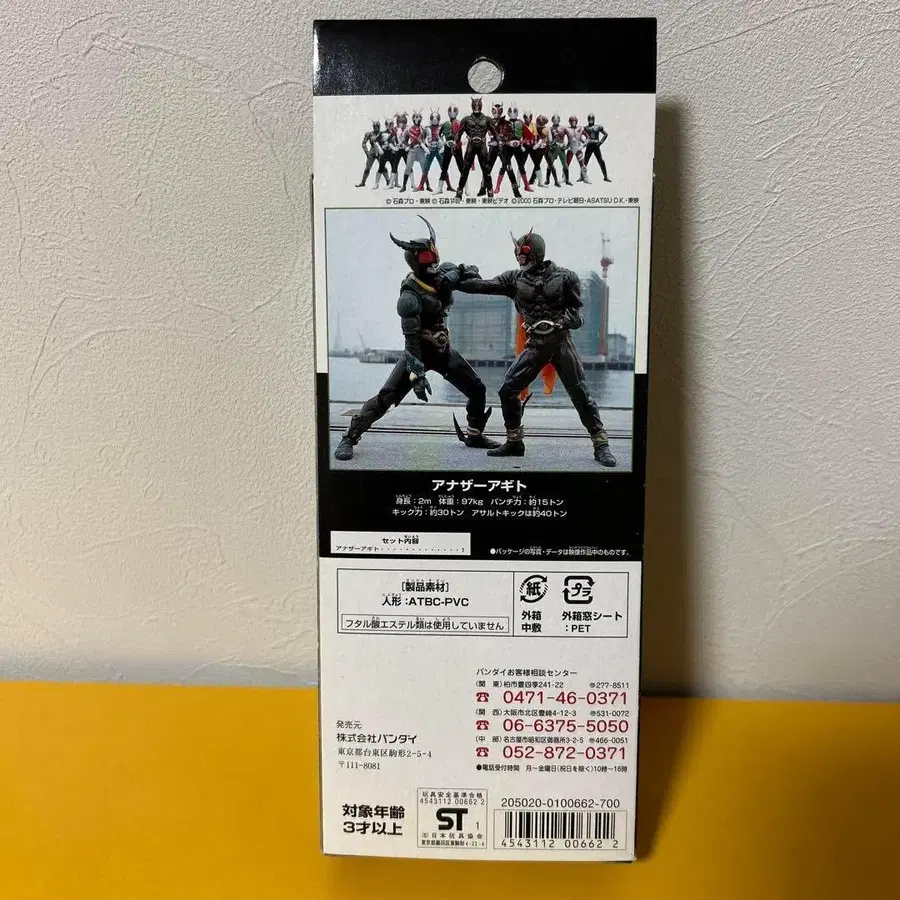 © 石森プロ・東映 © 石森プロ・東映・東映ビデオ © 2000 石森プロ・テレビ朝日・ASATSU D.K.・東映
アナザーアギト
身長：2m 体重：97kg パンチ力：約15トン
キック力：約30トン アサルトキックは約40トン
セット内容
アナザーアギト・・・・・・・・・・・・・1
●パッケージの写真・データは映像作品中のものです。
[製品素材]
人形：ATBC-PVC
フタル酸エステル類は使用していません
紙
外箱
中敷
プラ
外箱窓シート
：PET
バンダイお客様相談センター
(関 東)柏市豊四季241-22 〠277-8511
☎ 0471-46-0371
(関 西)大阪市北区豊崎4-12-3 〠531-0072
☎ 06-6375-5050
(中 部)名古屋市昭和区御器所3-2-5 〠466-0051
☎ 052-872-0371
●電話受付時間 月〜金曜日(祝日を除く)10時〜16時
発売元
株式会社バンダイ
東京都台東区駒形2-5-4
〒111-8081
対象年齢
3才以上
玩具安全基準合格
4543112 00662 2
ST 1
日本玩具協会
東京都墨田区東駒形4-22-4
205020-0100662-700
4543112 00662 2